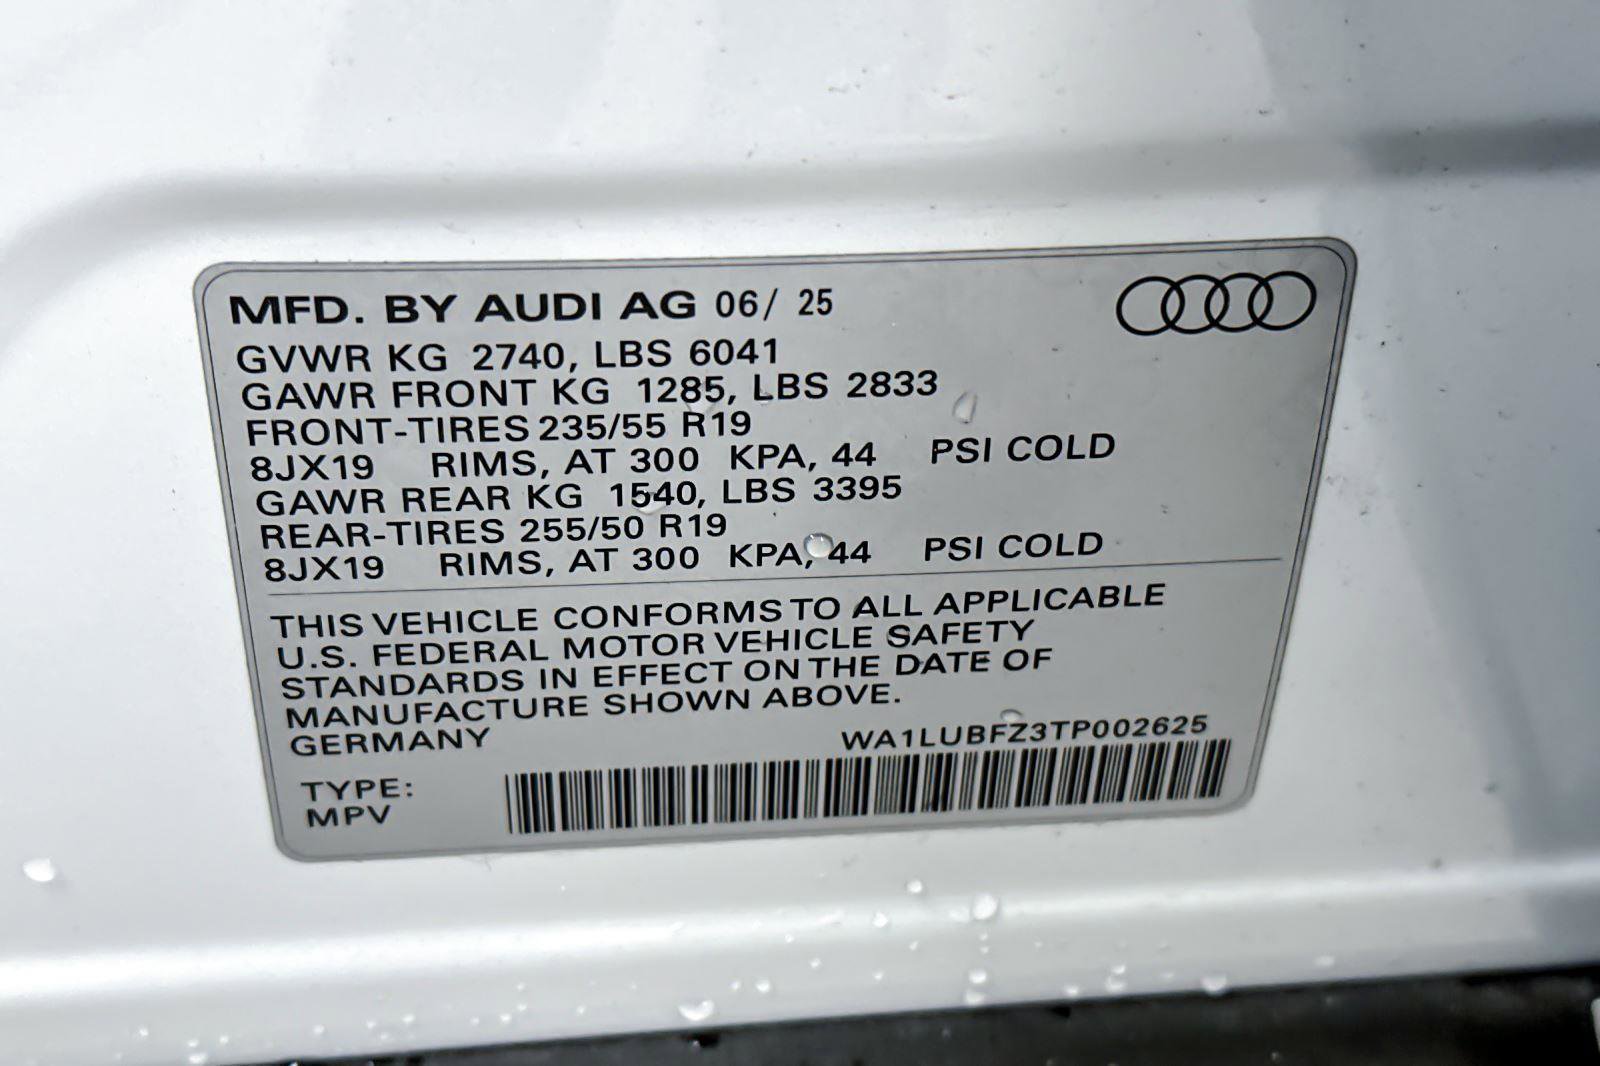 MFD. BY AUDI AG 06/ 25
GVWR KG 2740, LBS 6041
GAWR FRONT KG 1285, LBS 2833
FRONT-TIRES 235/55 R19
8JX19 RIMS, AT 300 KPA, 44 PSI COLD
GAWR REAR KG 1540, LBS 3395
REAR-TIRES 255/50 R19
8JX19 RIMS, AT 300 KPA, 44 PSI COLD
THIS VEHICLE CONFORMS TO ALL APPLICABLE
U.S. FEDERAL MOTOR VEHICLE SAFETY
STANDARDS IN EFFECT ON THE DATE OF
MANUFACTURE SHOWN ABOVE.
GERMANY WA1LUBFZ3TP002625
TYPE:
MPV